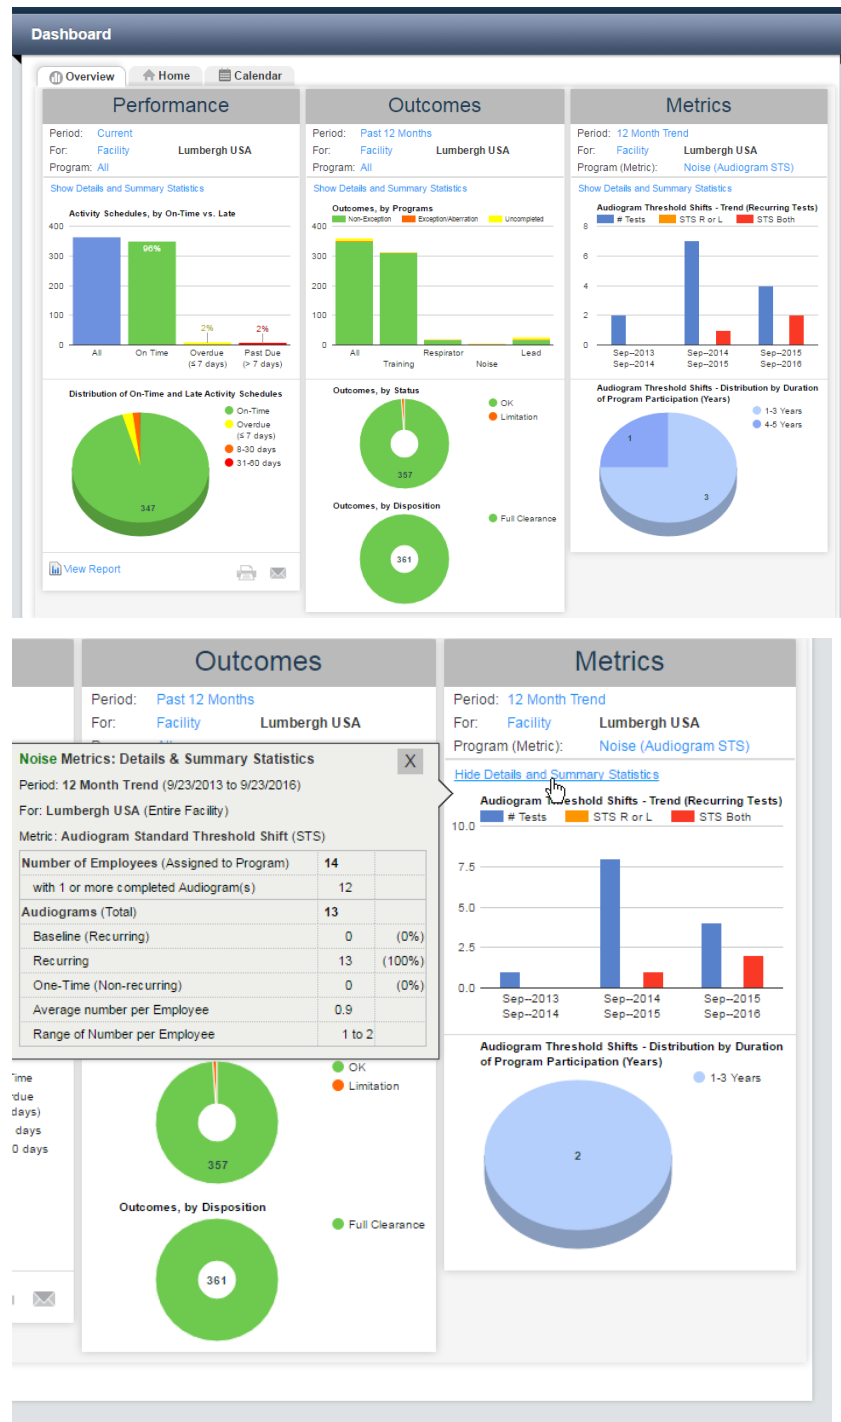 Dashboard
Overview Home Calendar
Performance
Period: Current
For: Facility Lumbergh USA
Program: All
Show Details and Summary Statistics
Activity Schedules, by On-Time vs. Late
400
300
200
100
0
96%
2%
2%
All On Time Overdue Past Due
(≤ 7 days) (> 7 days)
Distribution of On-Time and Late Activity Schedules
On-Time
Overdue
(≤ 7 days)
8-30 days
31-60 days
347
View Report
Outcomes
Period: Past 12 Months
For: Facility Lumbergh USA
Program: All
Show Details and Summary Statistics
Outcomes, by Programs
Non-Exception Exception/Aberration Uncompleted
400
300
200
100
0
All Respirator Lead
Training Noise
Outcomes, by Status
OK
Limitation
357
Outcomes, by Disposition
Full Clearance
361
Metrics
Period: 12 Month Trend
For: Facility Lumbergh USA
Program (Metric): Noise (Audiogram STS)
Show Details and Summary Statistics
Audiogram Threshold Shifts - Trend (Recurring Tests)
# Tests STS R or L STS Both
8
6
4
2
0
Sep--2013 Sep--2014 Sep--2015
Sep--2014 Sep--2015 Sep--2016
Audiogram Threshold Shifts - Distribution by Duration
of Program Participation (Years)
1-3 Years
4-5 Years
1
3
Outcomes
Period: Past 12 Months
For: Facility Lumbergh USA
Noise Metrics: Details & Summary Statistics X
Period: 12 Month Trend (9/23/2013 to 9/23/2016)
For: Lumbergh USA (Entire Facility)
Metric: Audiogram Standard Threshold Shift (STS)
Number of Employees (Assigned to Program) 14
with 1 or more completed Audiogram(s) 12
Audiograms (Total) 13
Baseline (Recurring) 0 (0%)
Recurring 13 (100%)
One-Time (Non-recurring) 0 (0%)
Average number per Employee 0.9
Range of Number per Employee 1 to 2
days)
days
0 days
OK
Limitation
357
Outcomes, by Disposition
Full Clearance
361
Metrics
Period: 12 Month Trend
For: Facility Lumbergh USA
Program (Metric): Noise (Audiogram STS)
Hide Details and Summary Statistics
Audiogram Threshold Shifts - Trend (Recurring Tests)
# Tests STS R or L STS Both
10.0
7.5
5.0
2.5
0.0
Sep--2013 Sep--2014 Sep--2015
Sep--2014 Sep--2015 Sep--2016
Audiogram Threshold Shifts - Distribution by Duration
of Program Participation (Years)
1-3 Years
2